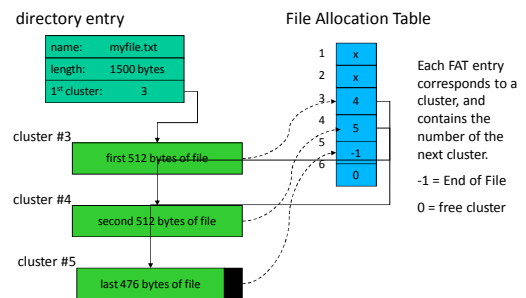 directory entry
File Allocation Table
name: myfile.txt
length: 1500 bytes
1st cluster: 3
cluster #3
first 512 bytes of file
cluster #4
second 512 bytes of file
cluster #5
last 476 bytes of file
1 x
2 x
3 4
4 5
5 -1
6 0
Each FAT entry
corresponds to a
cluster, and
contains the
number of the
next cluster.
-1 = End of File
0 = free cluster